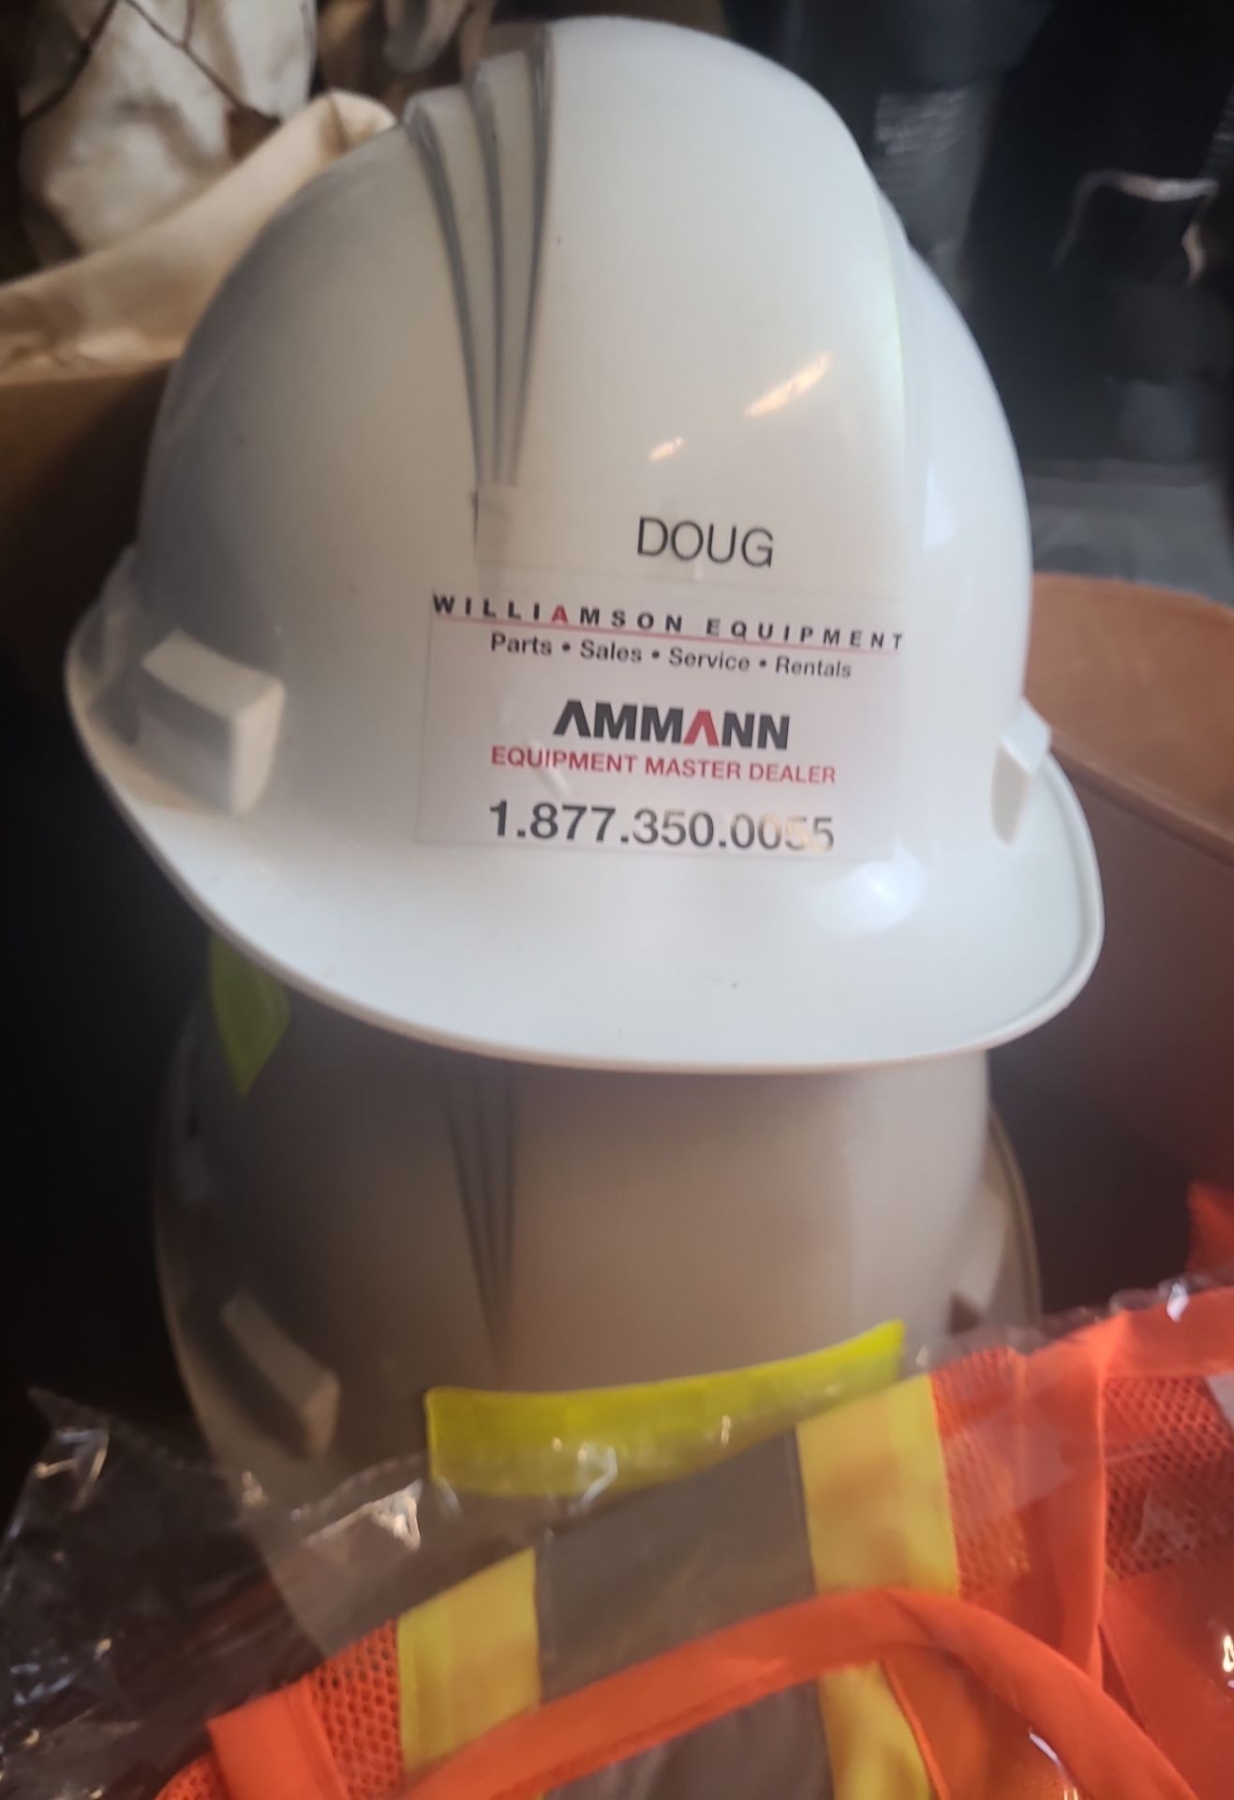 DOUG
WILLIAMSON EQUIPMENT
Parts • Sales • Service • Rentals
AMMANN
EQUIPMENT MASTER DEALER
1.877.350.0055